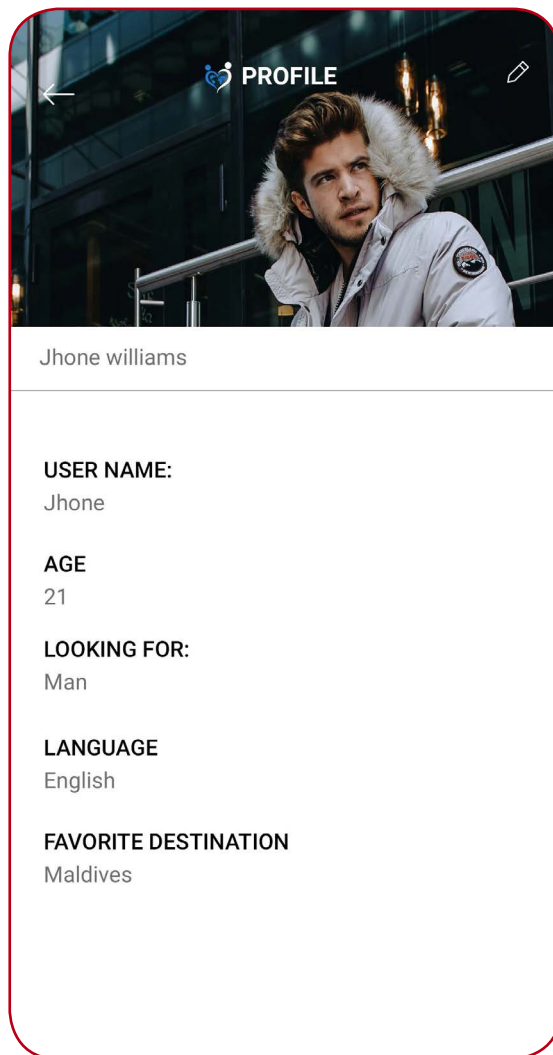 PROFILE
Jhone williams
USER NAME:
Jhone
AGE
21
LOOKING FOR:
Man
LANGUAGE
English
FAVORITE DESTINATION
Maldives